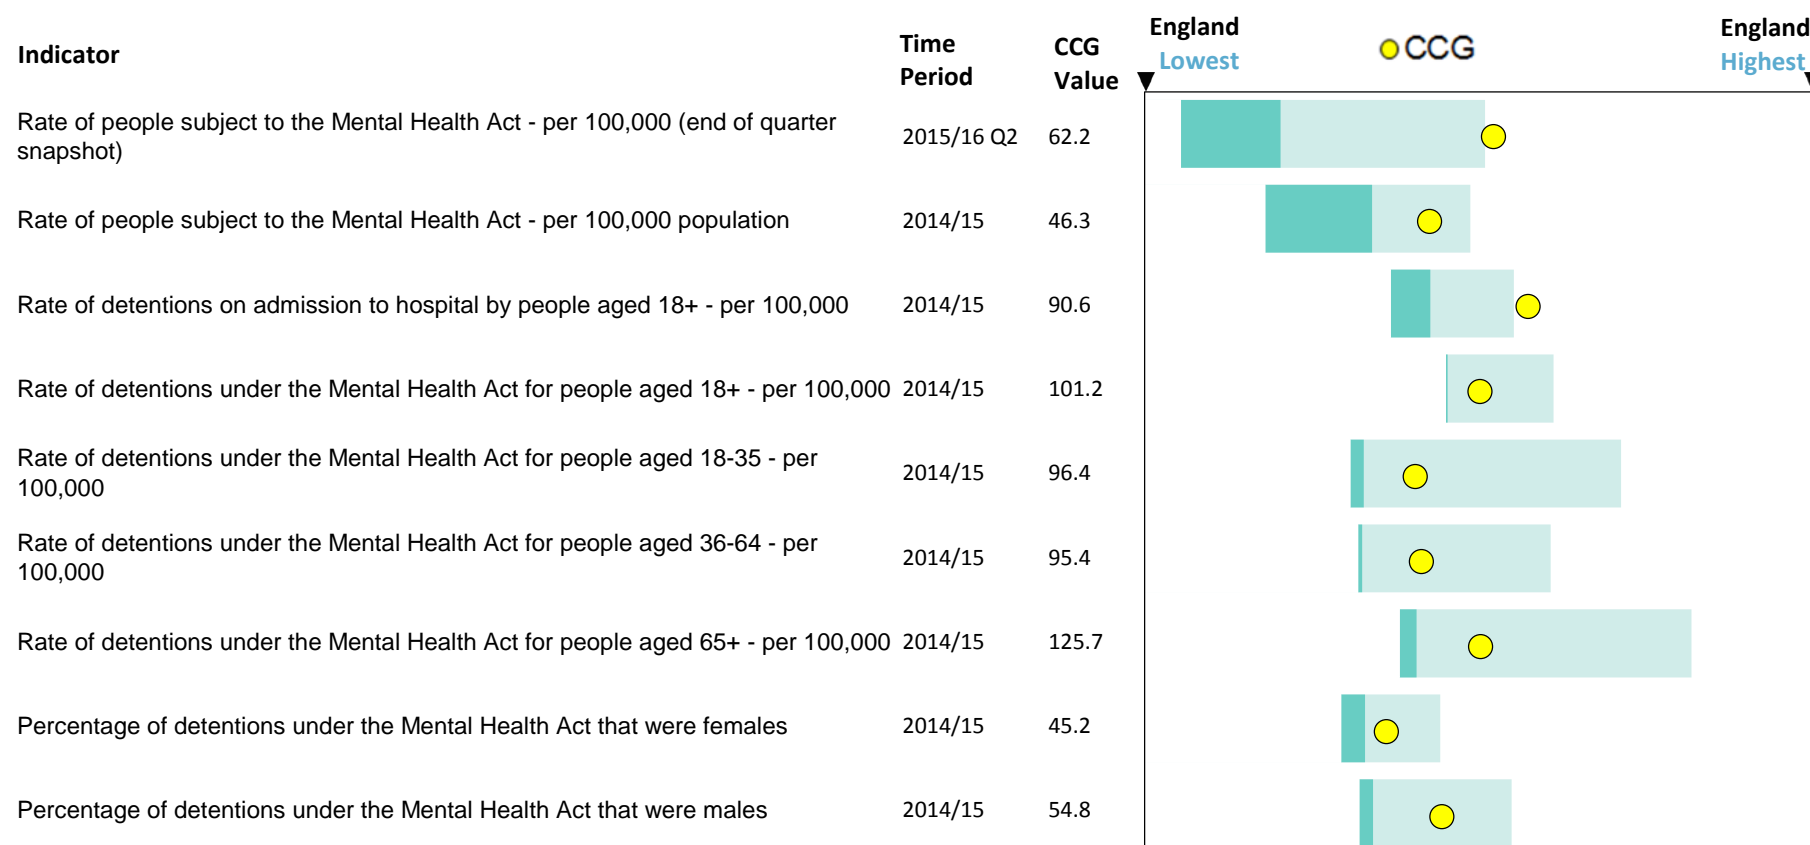 Indicator
Time Period
CCG Value
England Lowest
CCG
England Highest
Rate of people subject to the Mental Health Act - per 100,000 (end of quarter
snapshot)
2015/16 Q2 62.2
Rate of people subject to the Mental Health Act - per 100,000 population 2014/15 46.3
Rate of detentions on admission to hospital by people aged 18+ - per 100,000 2014/15 90.6
Rate of detentions under the Mental Health Act for people aged 18+ - per 100,000 2014/15 101.2
Rate of detentions under the Mental Health Act for people aged 18-35 - per
100,000
2014/15 96.4
Rate of detentions under the Mental Health Act for people aged 36-64 - per
100,000
2014/15 95.4
Rate of detentions under the Mental Health Act for people aged 65+ - per 100,000 2014/15 125.7
Percentage of detentions under the Mental Health Act that were females 2014/15 45.2
Percentage of detentions under the Mental Health Act that were males 2014/15 54.8